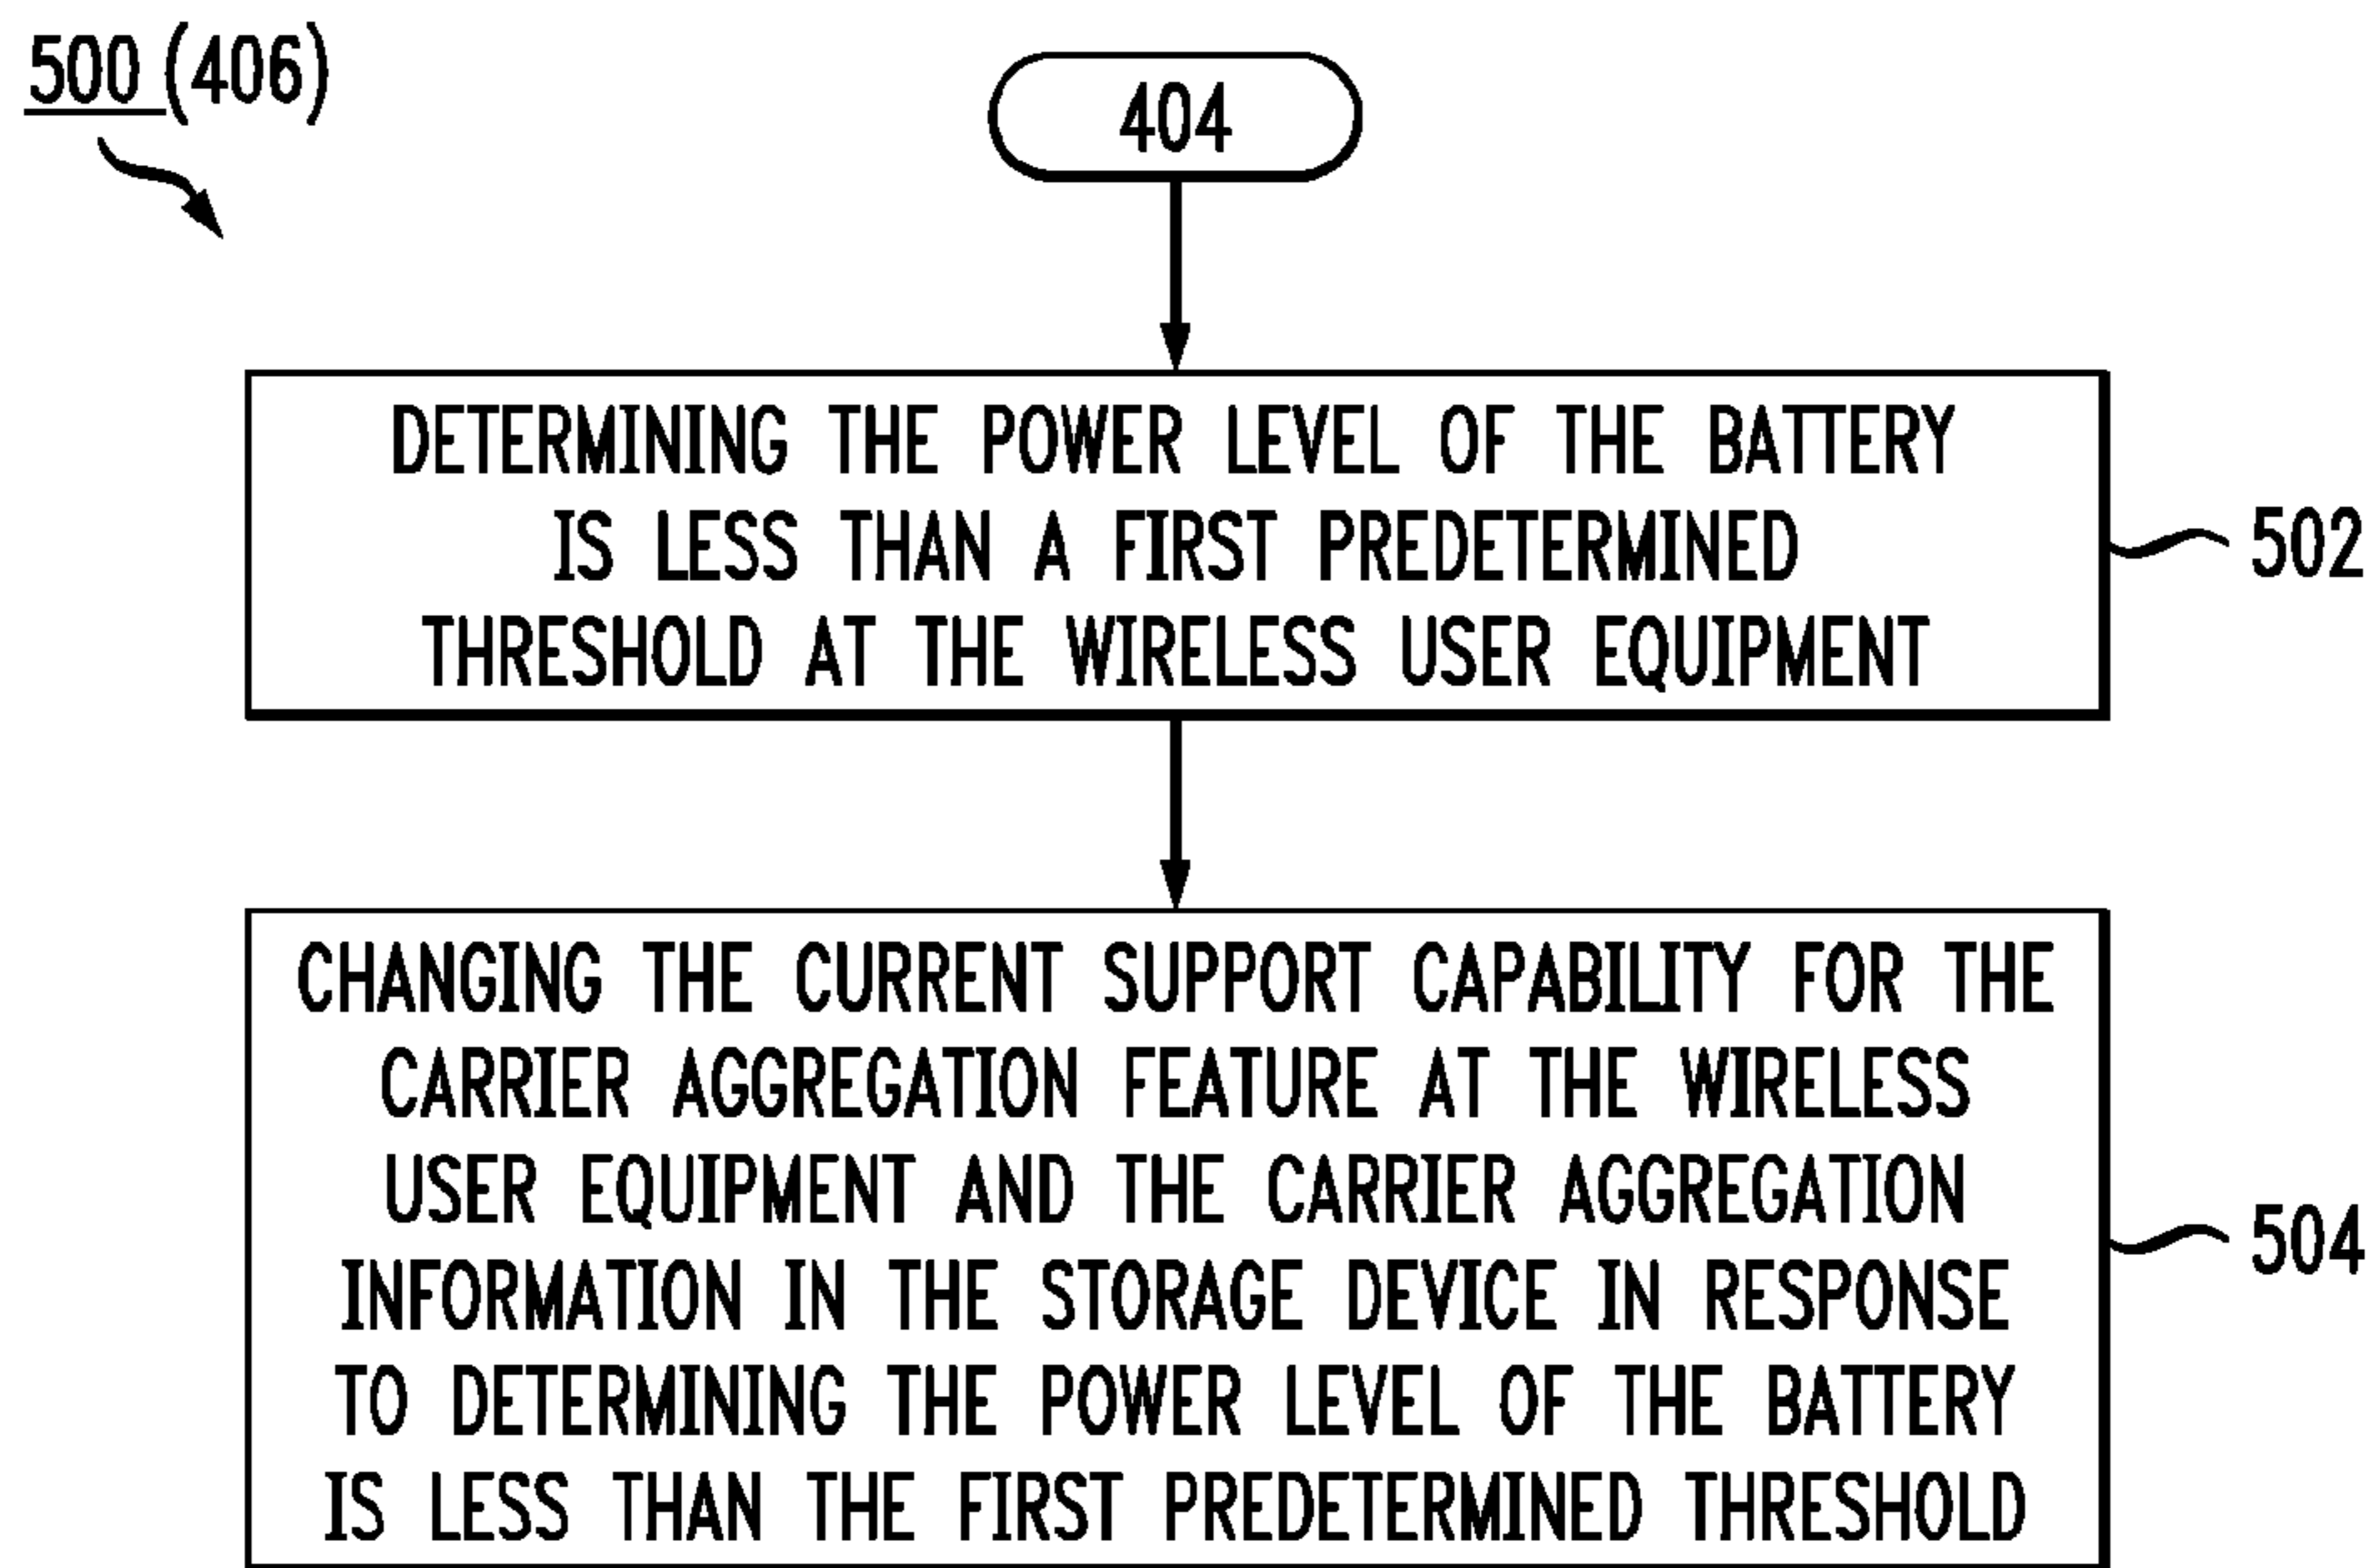 500 (406)
404
DETERMINING THE POWER LEVEL OF THE BATTERY
IS LESS THAN A FIRST PREDETERMINED
THRESHOLD AT THE WIRELESS USER EQUIPMENT
502
CHANGING THE CURRENT SUPPORT CAPABILITY FOR THE
CARRIER AGGREGATION FEATURE AT THE WIRELESS
USER EQUIPMENT AND THE CARRIER AGGREGATION
INFORMATION IN THE STORAGE DEVICE IN RESPONSE
TO DETERMINING THE POWER LEVEL OF THE BATTERY
IS LESS THAN THE FIRST PREDETERMINED THRESHOLD
504